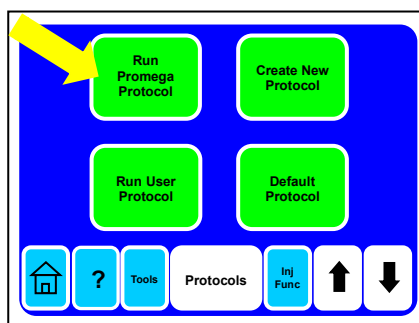 Run
Promega
Protocol
Create New
Protocol
Run User
Protocol
Default
Protocol
?
Tools
Protocols
Inj
Func